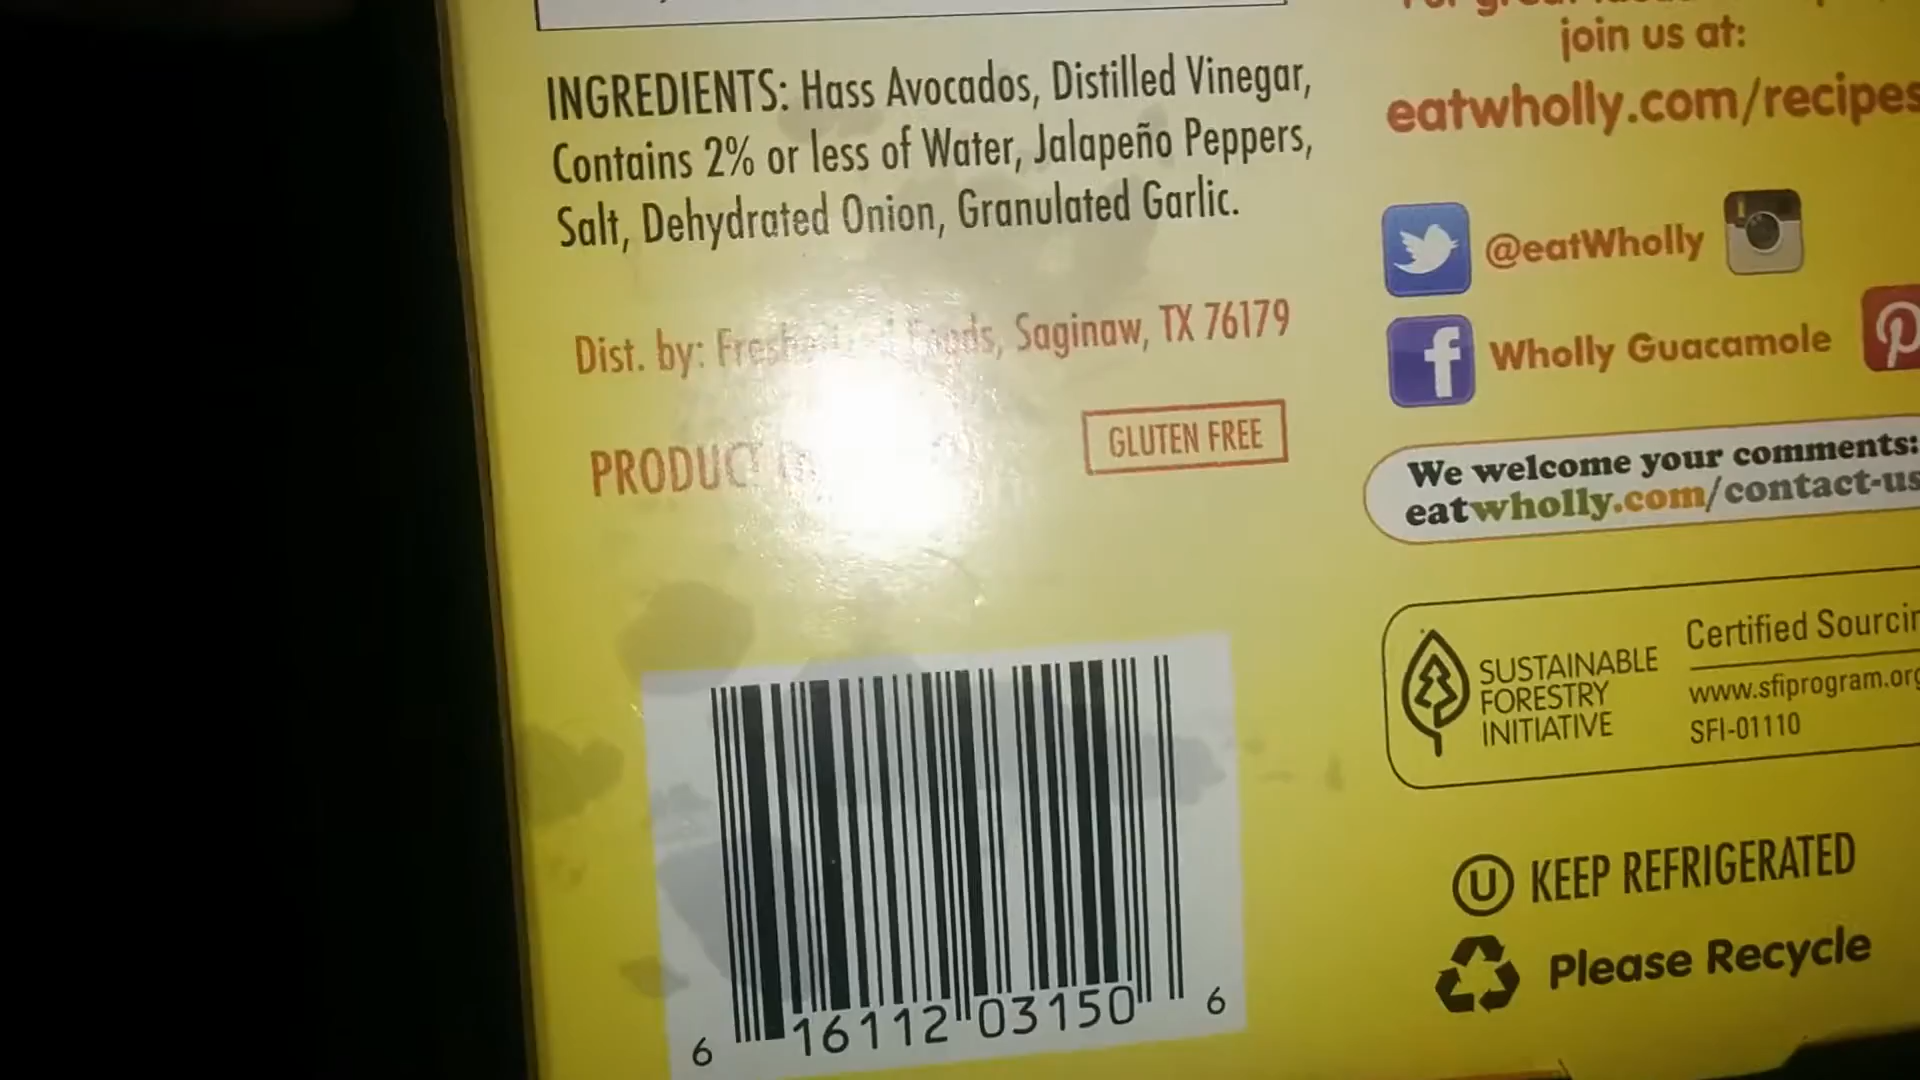 INGREDIENTS: Hass Avocados, Distilled Vinegar,
Contains 2% or less of Water, Jalapeño Peppers,
Salt, Dehydrated Onion, Granulated Garlic.
Dist. by: Foods, Saginaw, TX 76179
PRODUCT
GLUTEN FREE
6 16112 03150 6
join us at:
eatwholly.com/recipes
@eatWholly
f Wholly Guacamole
We welcome your comments:
eatwholly.com/contact-us
SUSTAINABLE
FORESTRY
INITIATIVE
Certified
www.sfiprogram.org
SFI-01110
U KEEP REFRIGERATED
Please Recycle